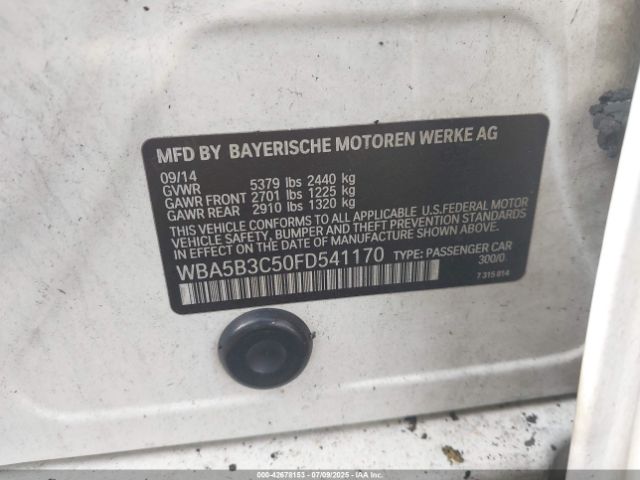 MFD BY BAYERISCHE MOTOREN WERKE AG
09/14
GVWR 5379 lbs 2440 kg
GAWR FRONT 2701 lbs 1225 kg
GAWR REAR 2910 lbs 1320 kg
THIS VEHICLE CONFORMS TO ALL APPLICABLE U.S.FEDERAL MOTOR
VEHICLE SAFETY, BUMPER, AND THEFT PREVENTION STANDARDS
IN EFFECT ON THE DATE OF MANUFACTURE SHOWN ABOVE.
WBA5B3C50FD541170 TYPE: PASSENGER CAR
300/0
7 315 814
000-42678153 | 07/09/2025 - IAAI.COM